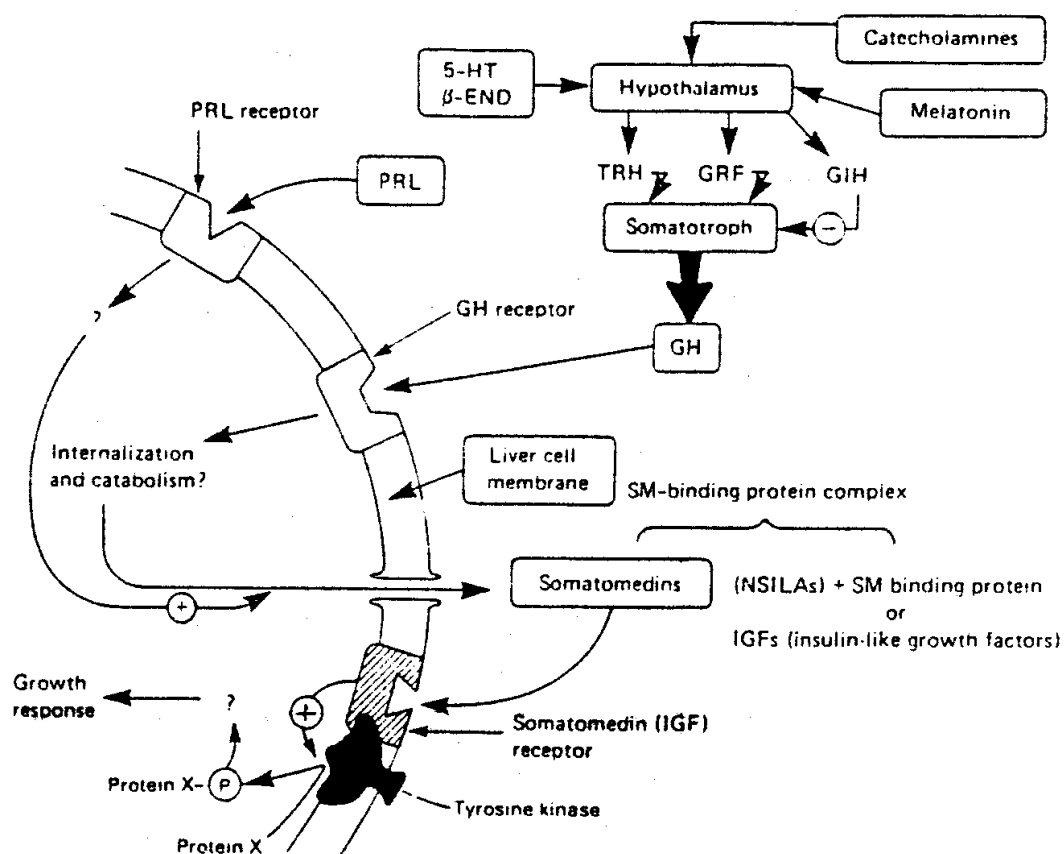 Catecholamines
5-HT
β-END
Hypothalamus
Melatonin
PRL receptor
PRL
TRH
GRF
GIH
Somatotroph
−
GH receptor
GH
?
Internalization
and catabolism?
Liver cell
membrane
SM-binding protein complex
Somatomedins
(NSILAs) + SM binding protein
or
IGFs (insulin-like growth factors)
+
Growth
response
?
+
Somatomedin (IGF)
receptor
Protein X-P
Tyrosine kinase
Protein X